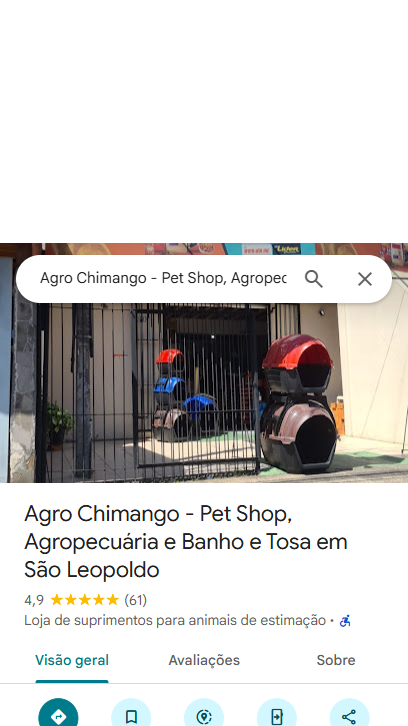 Agro Chimango - Pet Shop, Agropec
Agro Chimango - Pet Shop,
Agropecuária e Banho e Tosa em
São Leopoldo
4,9 ★★★★★ (61)
Loja de suprimentos para animais de estimação ·
Visão geral Avaliações Sobre